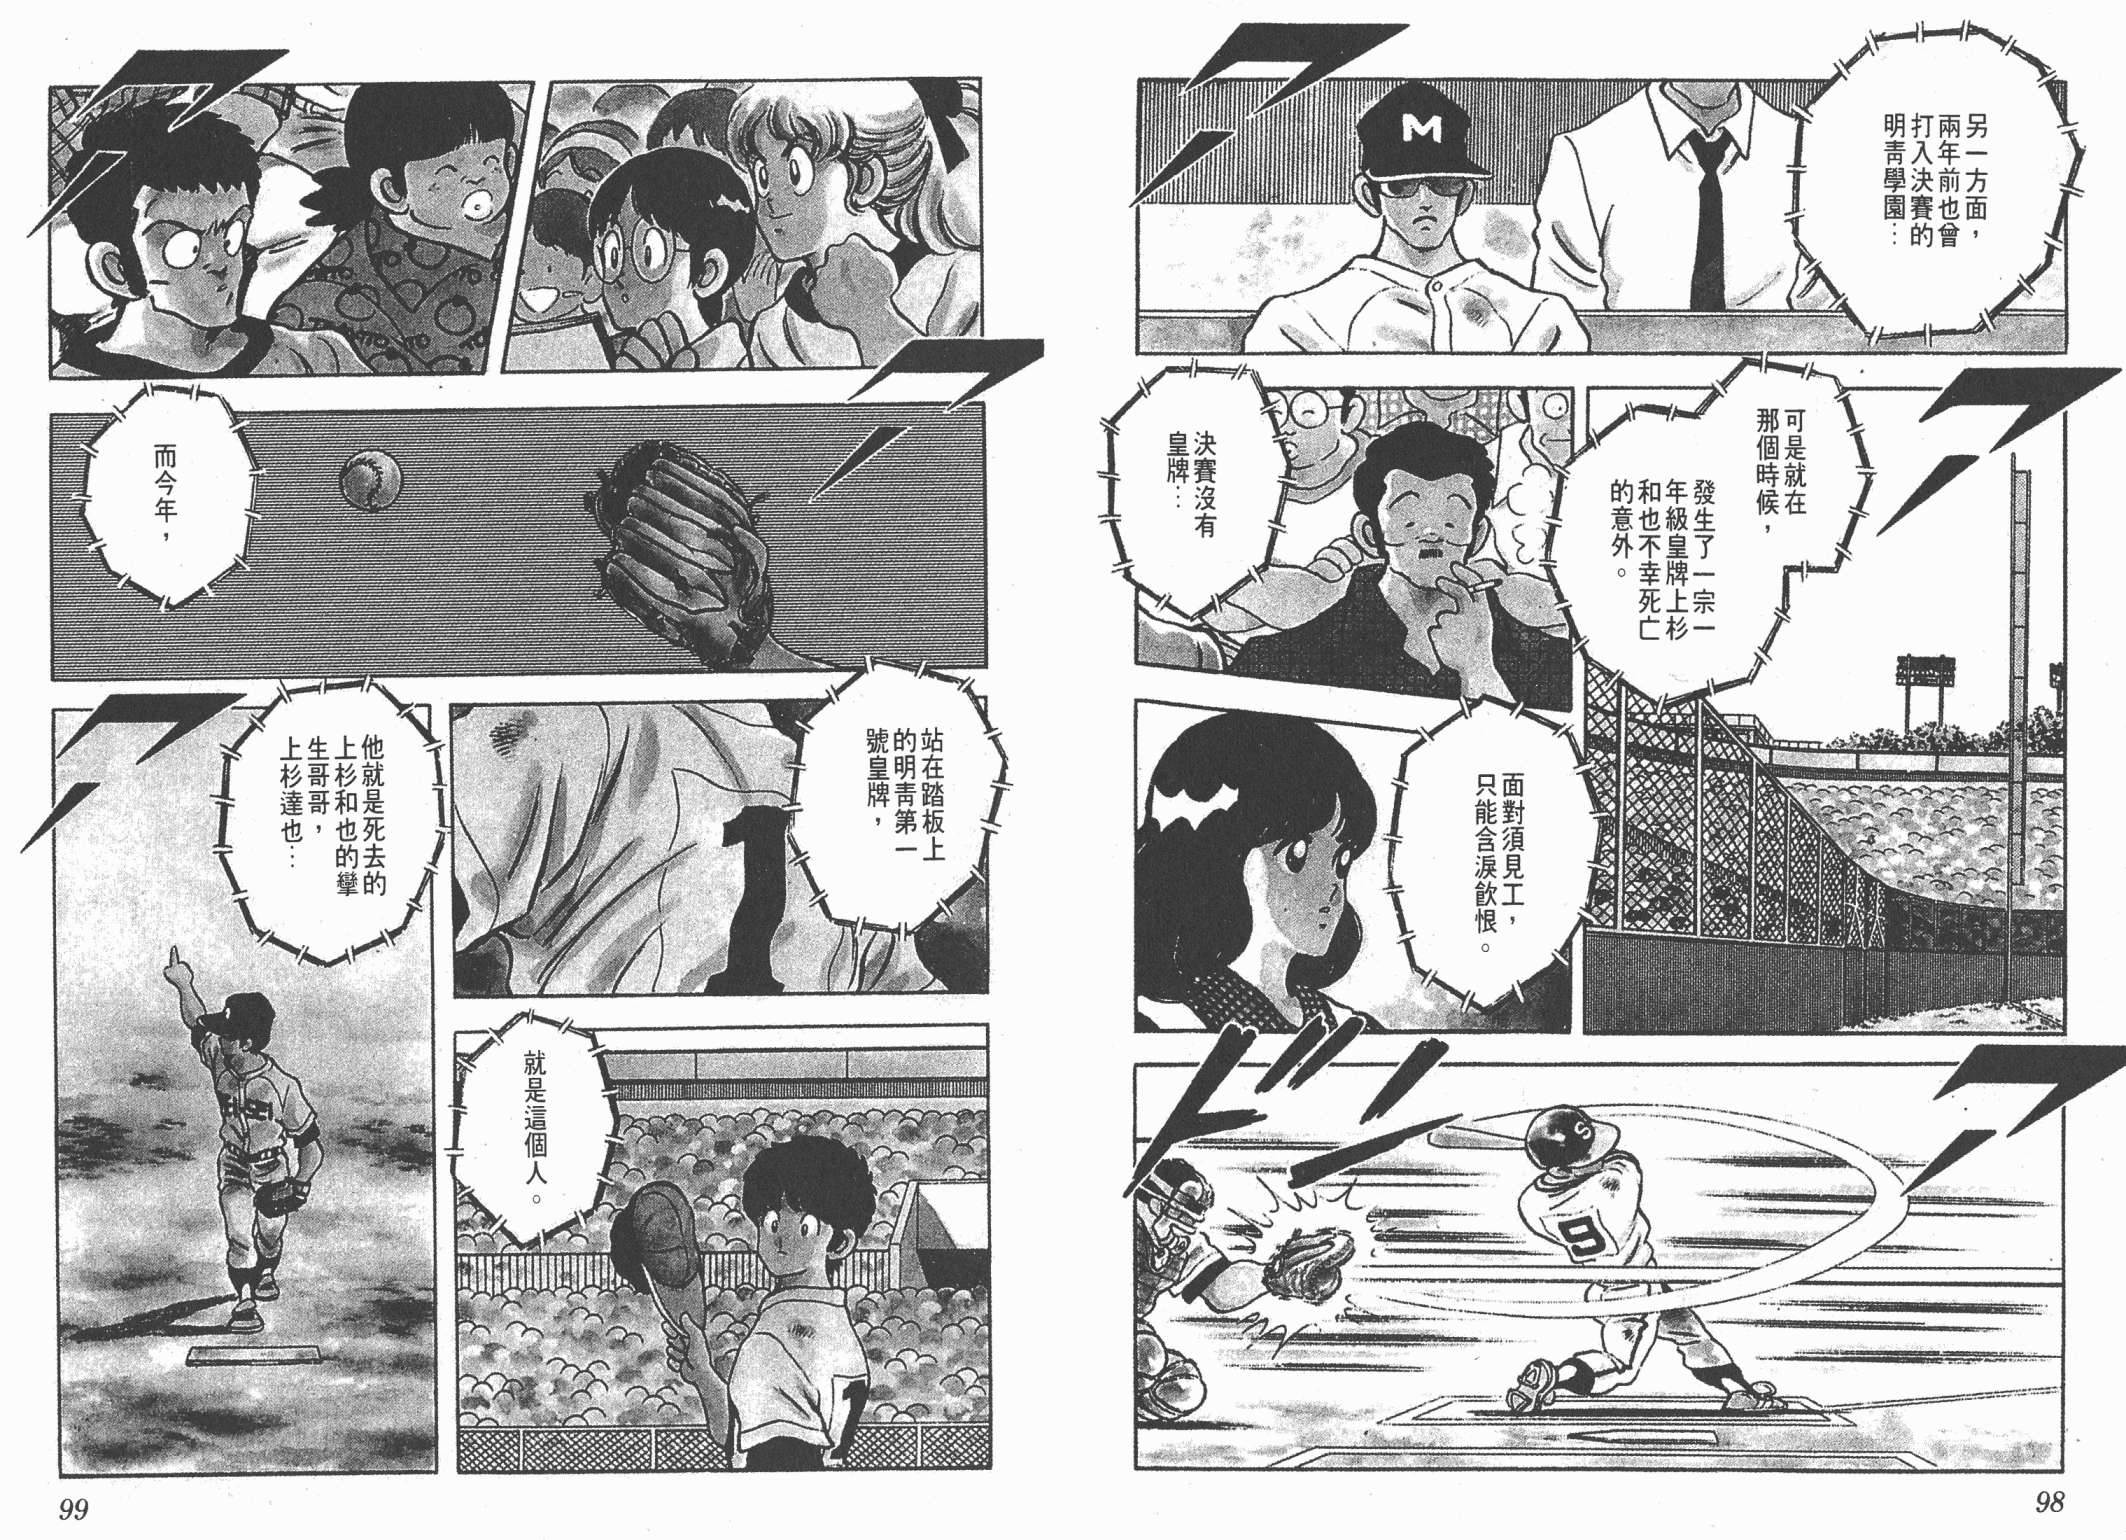 另一方面，
兩年前也曾
打入決賽的
明青學園…
M
可是就在
那個時候，
發生了一宗一
年級皇牌上杉
和也不幸死亡
的意外。
決賽沒有
皇牌…
面對須見工，
只能含淚飲恨。
ドド
S
9
98
而今年，
站在踏板上
的明青第一
號皇牌，
1
他就是死去的
上杉和也的孿
生哥哥，
上杉達也…
就是這個人。
1
99